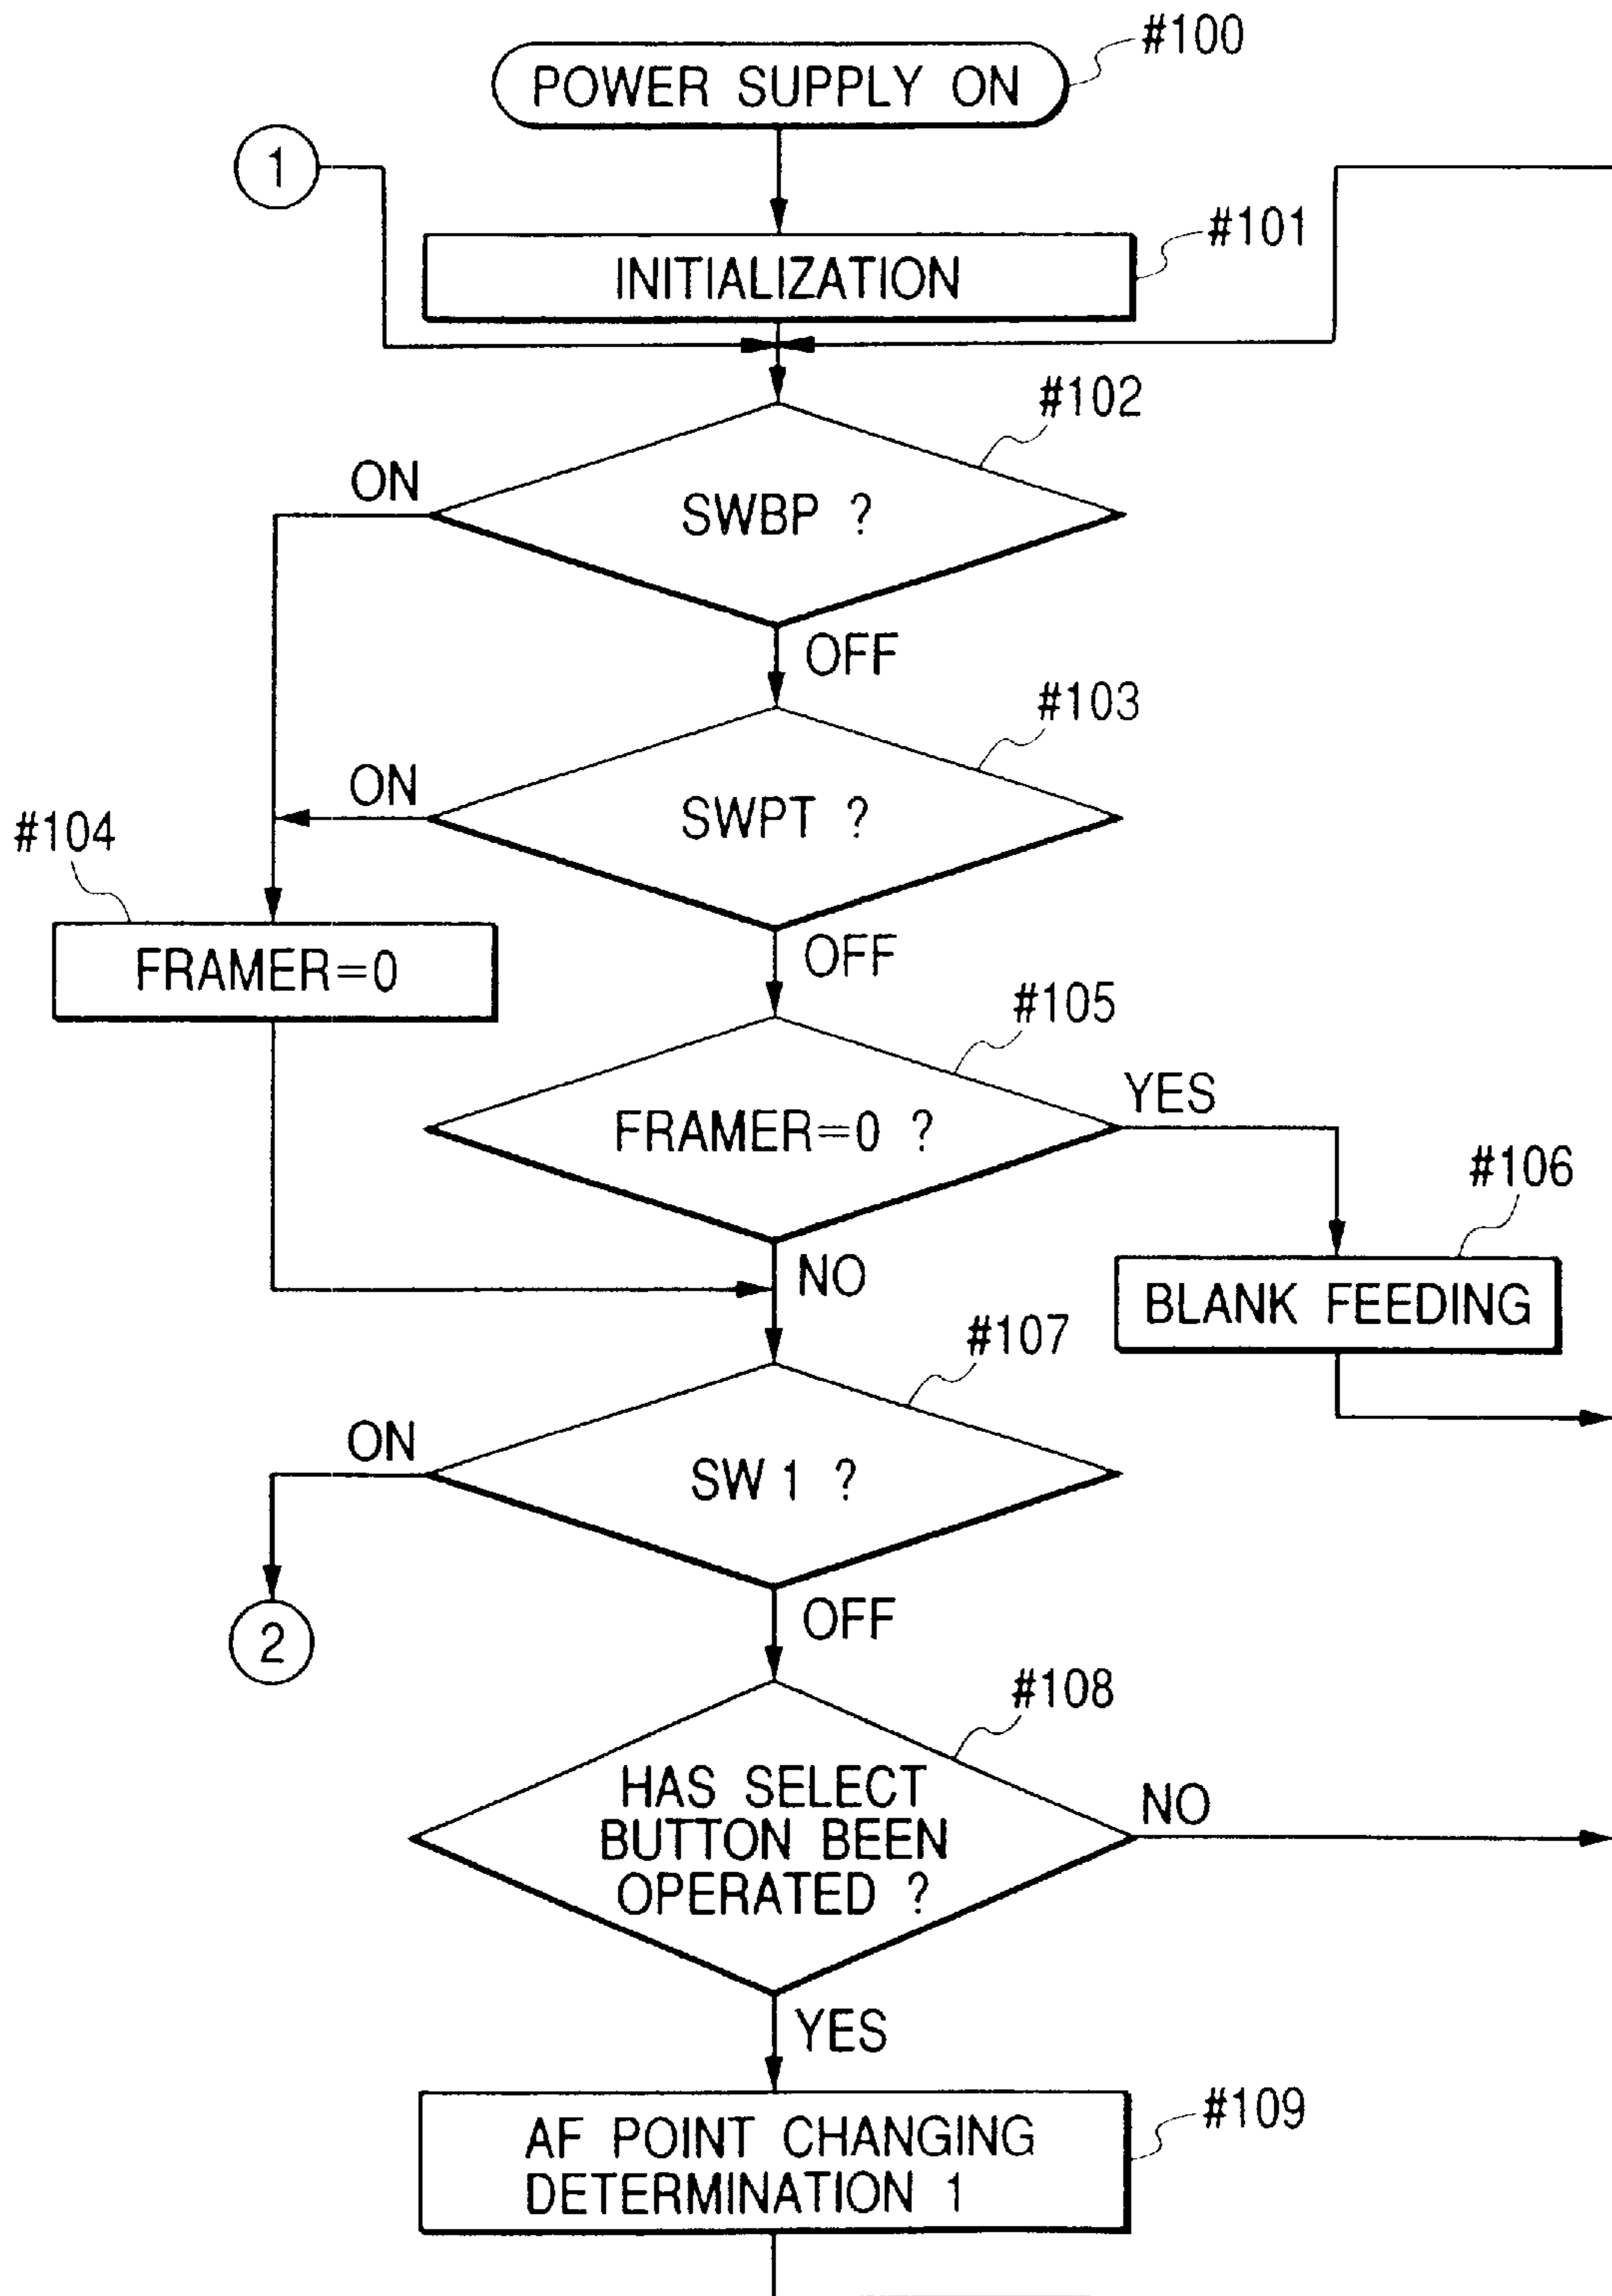 #100
POWER SUPPLY ON
1
#101
INITIALIZATION
#102
ON
SWBP ?
OFF
#103
ON
SWPT ?
#104
FRAMER=0
OFF
#105
FRAMER=0 ?
YES
#106
BLANK FEEDING
NO
#107
ON
SW 1 ?
2
OFF
#108
HAS SELECT
BUTTON BEEN
OPERATED ?
NO
YES
#109
AF POINT CHANGING
DETERMINATION 1